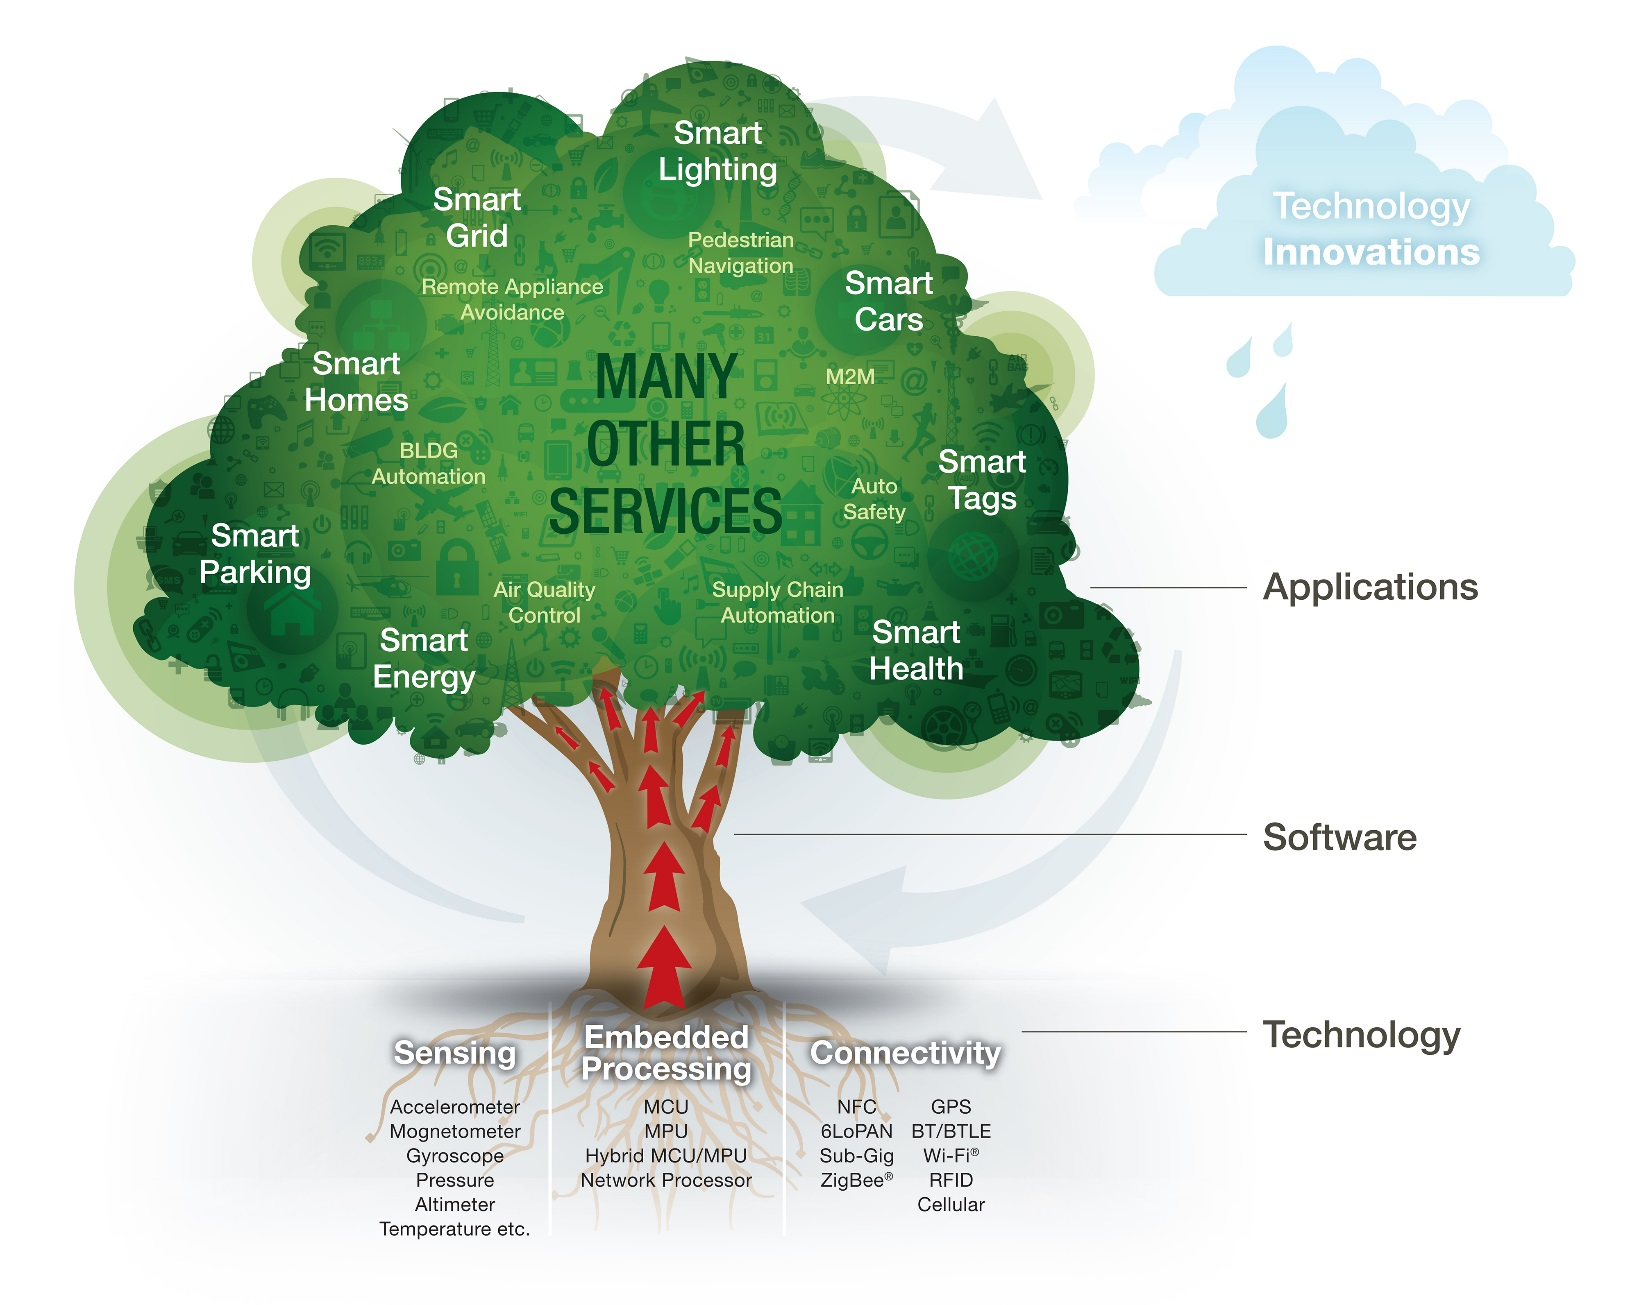 Smart
Lighting
Smart
Grid
Pedestrian
Navigation
Remote Appliance
Avoidance
Smart
Cars
Technology
Innovations
Smart
Homes
MANY
OTHER
SERVICES
M2M
BLDG
Automation
Smart
Tags
Auto
Safety
Smart
Parking
Air Quality
Control
Supply Chain
Automation
Smart
Energy
Smart
Health
Applications
Software
Technology
Sensing
Accelerometer
Mognetometer
Gyroscope
Pressure
Altimeter
Temperature etc.
Embedded
Processing
MCU
MPU
Hybrid MCU/MPU
Network Processor
Connectivity
NFC GPS
6LoPAN BT/BTLE
Sub-Gig Wi-Fi®
ZigBee® RFID
Cellular